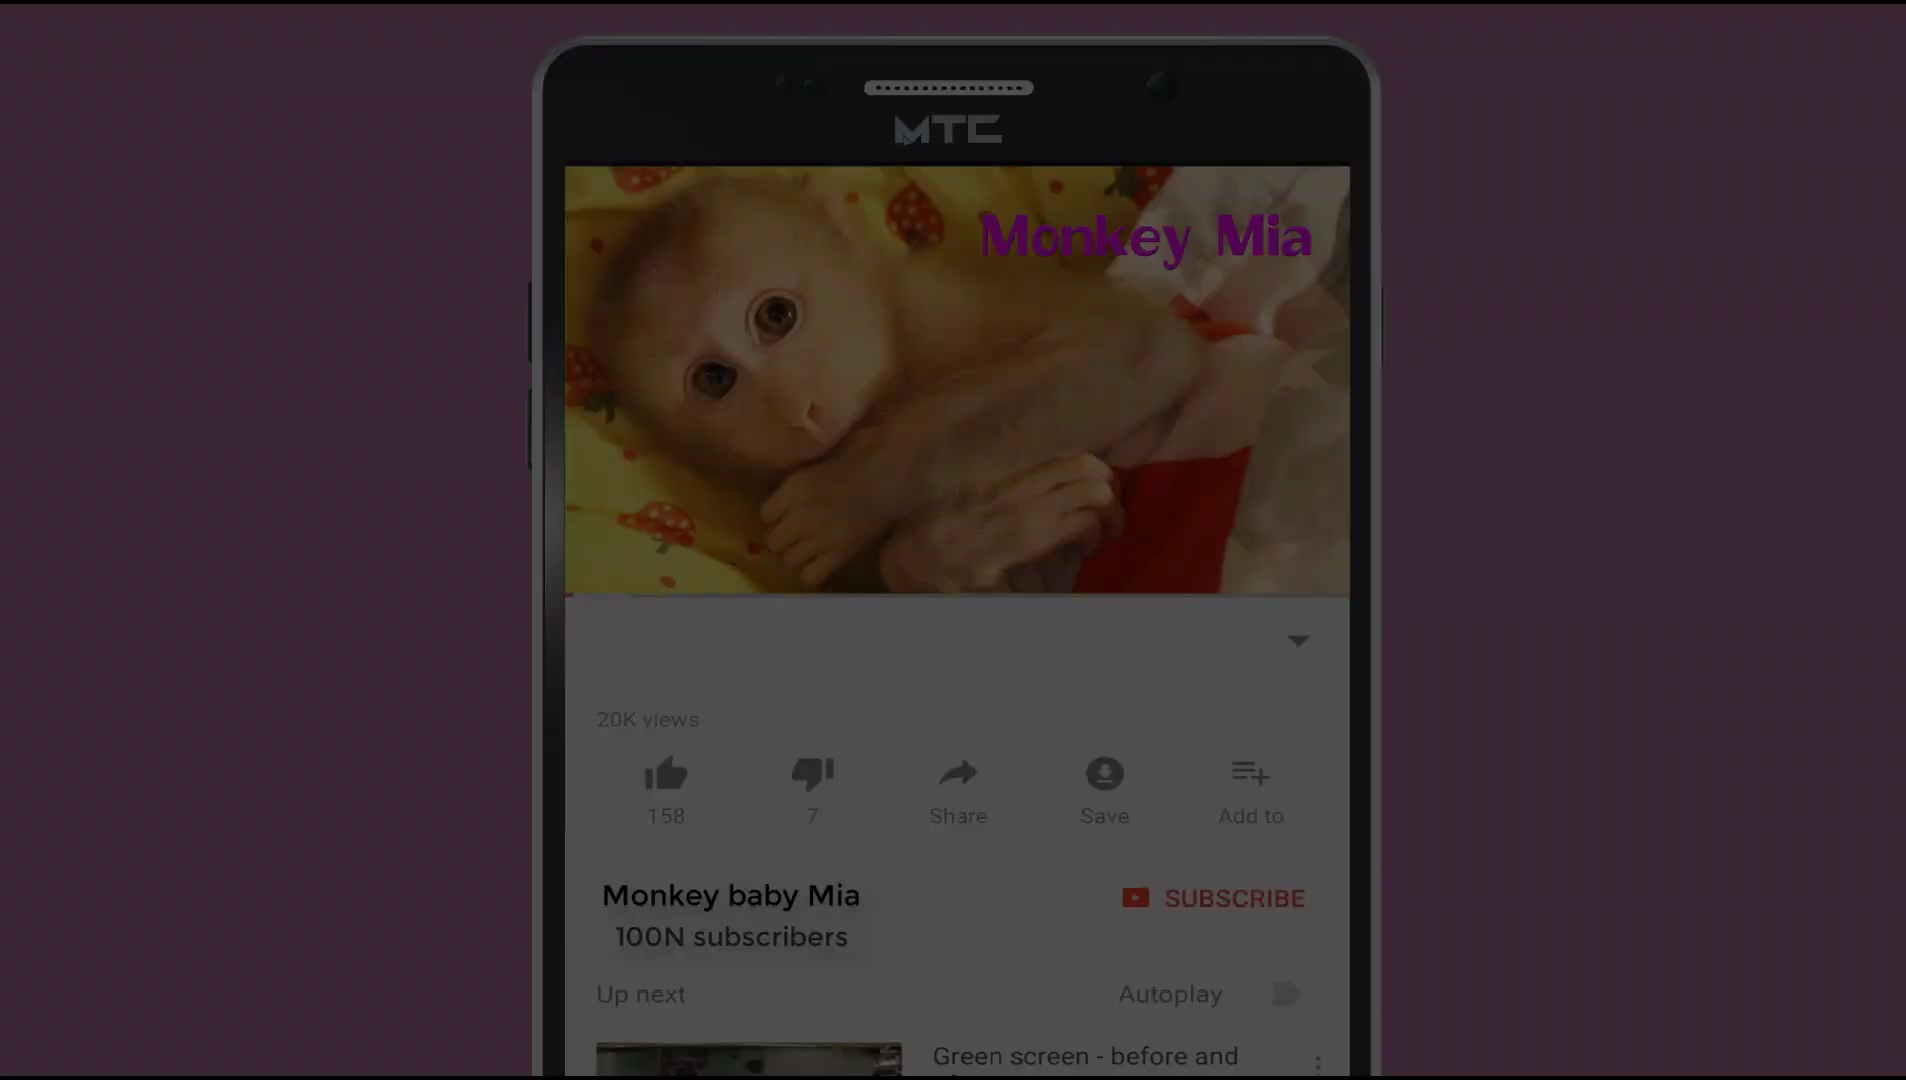 MTC
Monkey Mia
20K views
158
7
Share
Save
Add to
Monkey baby Mia
SUBSCRIBE
100N subscribers
Up next
Autoplay
Green screen - before and